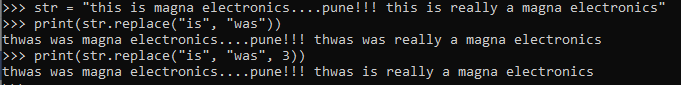 >>> str = "this is magna electronics....pune!!! this is really a magna electronics"
>>> print(str.replace("is", "was"))
thwas was magna electronics....pune!!! thwas was really a magna electronics
>>> print(str.replace("is", "was", 3))
thwas was magna electronics....pune!!! thwas is really a magna electronics